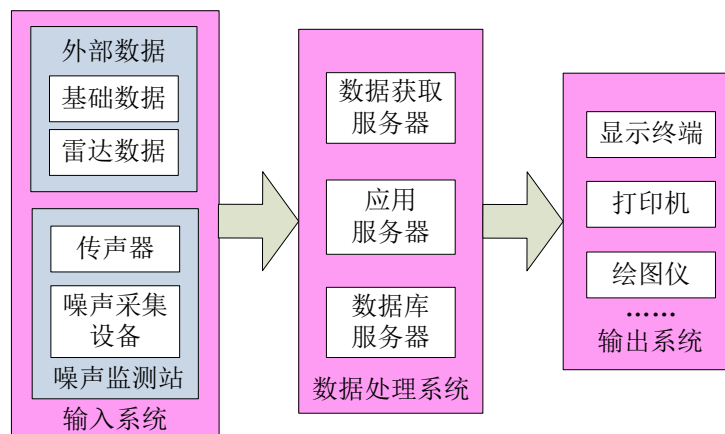 外部数据
基础数据
雷达数据
传声器
噪声采集
设备
噪声监测站
输入系统
数据获取
服务器
应用
服务器
数据库
服务器
数据处理系统
显示终端
打印机
绘图仪
……
输出系统